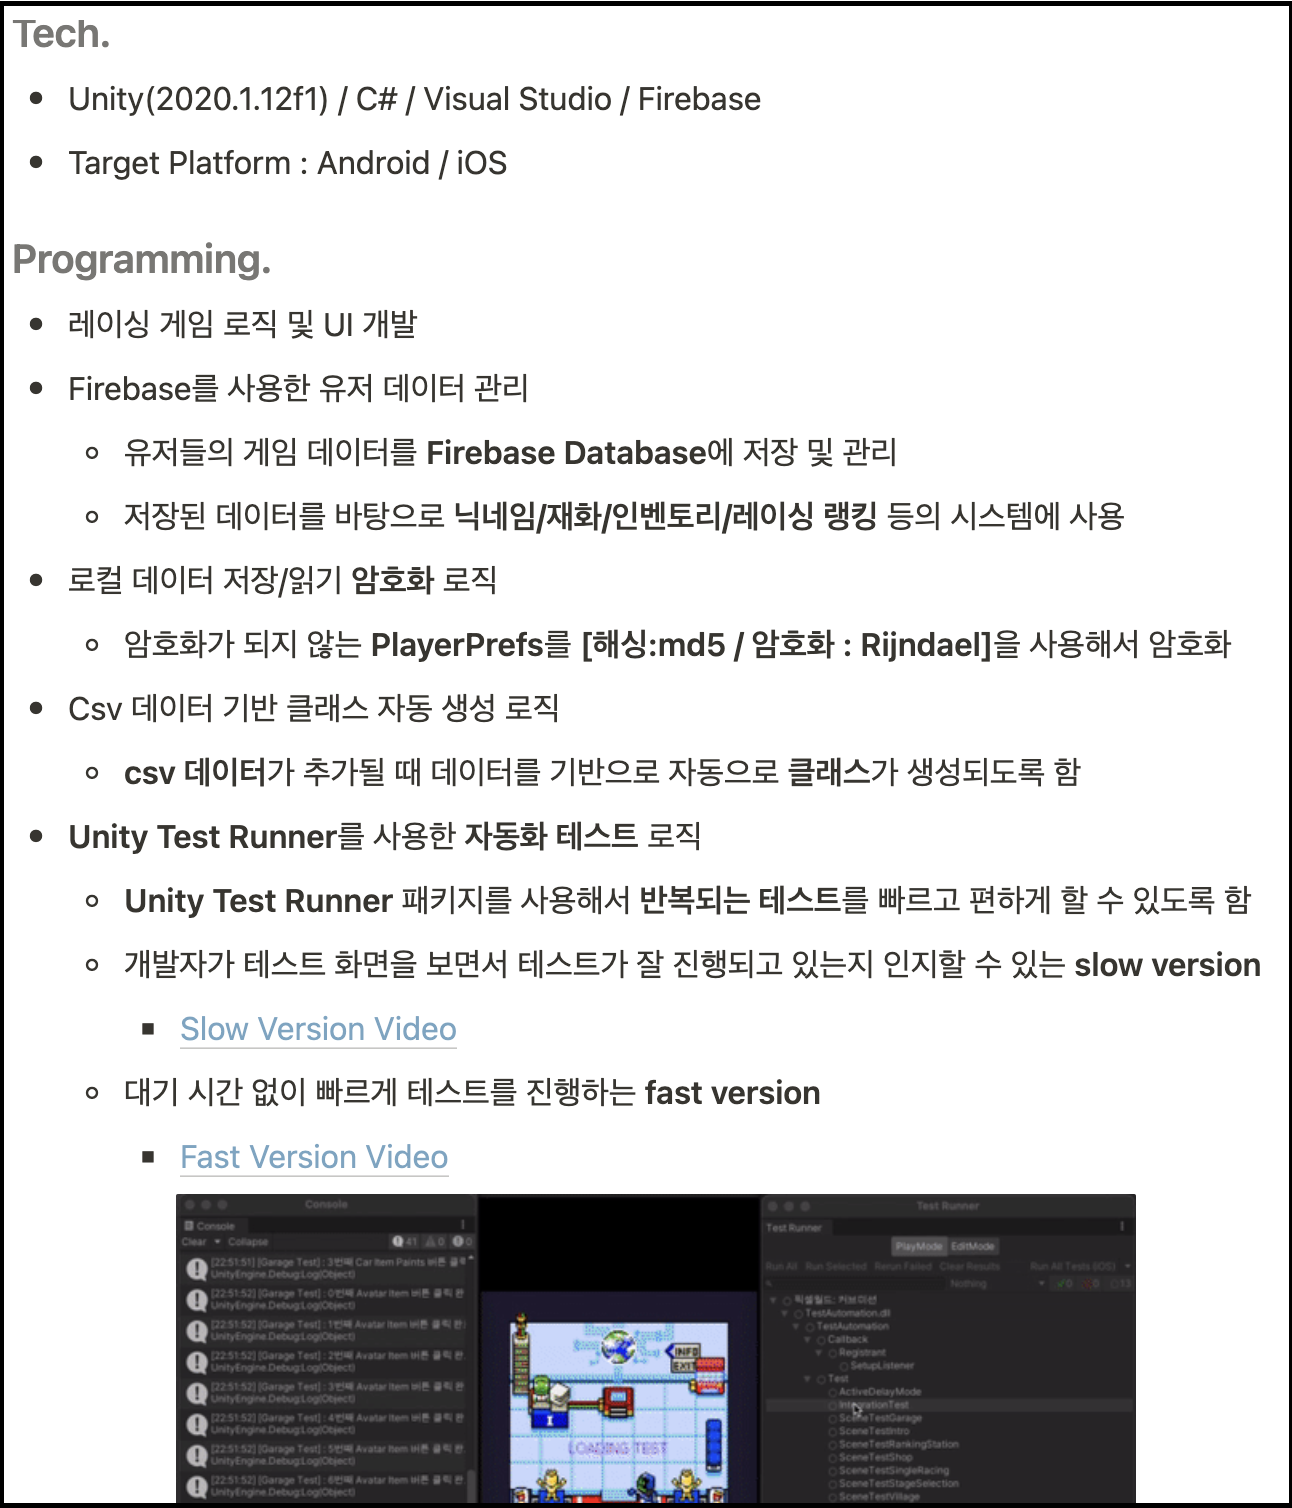 Tech.
Unity(2020.1.12f1) / C# / Visual Studio / Firebase
Target Platform : Android / iOS
Programming.
레이싱 게임 로직 및 UI 개발
Firebase를 사용한 유저 데이터 관리
유저들의 게임 데이터를 Firebase Database에 저장 및 관리
저장된 데이터를 바탕으로 닉네임/재화/인벤토리/레이싱 랭킹 등의 시스템에 사용
로컬 데이터 저장/읽기 암호화 로직
암호화가 되지 않는 PlayerPrefs를 [해싱:md5 / 암호화 : Rijndael]을 사용해서 암호화
Csv 데이터 기반 클래스 자동 생성 로직
csv 데이터가 추가될 때 데이터를 기반으로 자동으로 클래스가 생성되도록 함
Unity Test Runner를 사용한 자동화 테스트 로직
Unity Test Runner 패키지를 사용해서 반복되는 테스트를 빠르고 편하게 할 수 있도록 함
개발자가 테스트 화면을 보면서 테스트가 잘 진행되고 있는지 인지할 수 있는 slow version
Slow Version Video
대기 시간 없이 빠르게 테스트를 진행하는 fast version
Fast Version Video
Console
Console
Clear Collapse 41 0 0
[22:51:51] [Garage Test] : 3번째 Car Item Paints 버튼 클릭
UnityEngine.Debug:Log(Object)
[22:51:52] [Garage Test] : 0번째 Avatar Item 버튼 클릭 완
UnityEngine.Debug:Log(Object)
[22:51:52] [Garage Test] : 1번째 Avatar Item 버튼 클릭 완
UnityEngine.Debug:Log(Object)
[22:51:52] [Garage Test] : 2번째 Avatar Item 버튼 클릭 완
UnityEngine.Debug:Log(Object)
[22:51:52] [Garage Test] : 3번째 Avatar Item 버튼 클릭 완
UnityEngine.Debug:Log(Object)
[22:51:52] [Garage Test] : 4번째 Avatar Item 버튼 클릭 완
UnityEngine.Debug:Log(Object)
[22:51:52] [Garage Test] : 5번째 Avatar Item 버튼 클릭 완
UnityEngine.Debug:Log(Object)
[22:51:52] [Garage Test] : 6번째 Avatar Item 버튼 클릭 완
UnityEngine.Debug:Log(Object)
INFO
EXIT
LOADING TEST
Test Runner
Test Runner
PlayMode EditMode
Run All Run Selected Rerun Failed Clear Results Run All Tests (iOS)
Nothing 0 0 13
픽셀월드: 커브미션
TestAutomation.dll
TestAutomation
Callback
Registrant
SetupListener
Test
ActiveDelayMode
IntegrationTest
SceneTestGarage
SceneTestIntro
SceneTestRankingStation
SceneTestShop
SceneTestSingleRacing
SceneTestStageSelection
SceneTestVillage